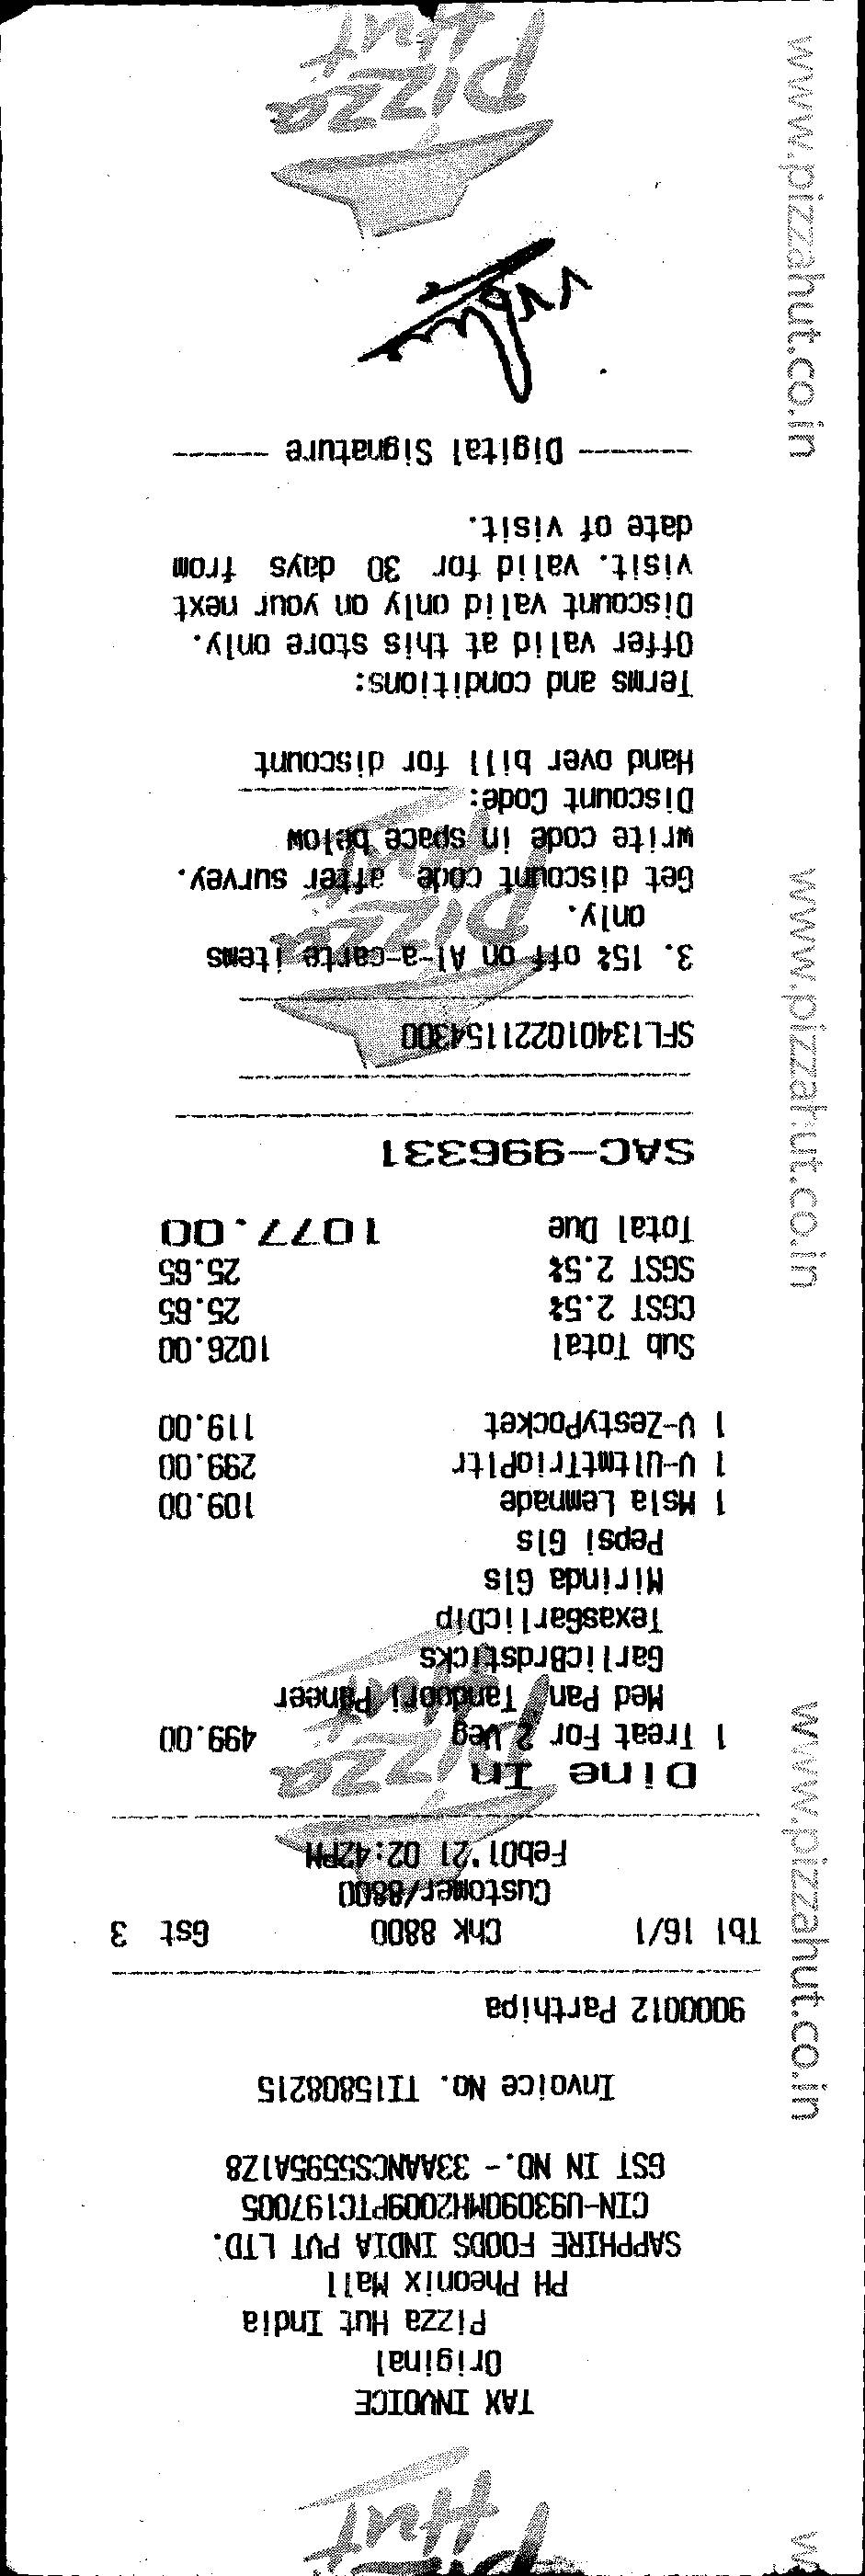 TAX INVOICE
Original
Pizza Hut India
PH Pheonix Mall
SAPPHIRE FOODS INDIA PVT LTD.
CIN-U93090MH2009PTC197005
GST IN NO.- 33AANCS5595A1Z8
Invoice No. TI15808215
9000012 Parthipa
Tbl 16/1 Chk 8800 Gst 3
Customer/8800
Feb01'21 02:42PM
Dine In
1 Treat For 2 Veg 499.00
Med Pan Tandoori Paneer
GarlicBrdsticks
TexasGarlicDip
Mirinda Gls
Pepsi Gls
1 Msla Lemnade 109.00
1 V-UltmtTrioPltr 299.00
1 V-ZestyPocket 119.00
Sub Total 1026.00
CGST 2.5% 25.65
SGST 2.5% 25.65
Total Due 1077.00
SAC-996331
SFL134010221154300
3. 15% off on Al-a-carte items
only.
Get discount code after survey.
write code in space below
Discount Code:
Hand over bill for discount
Terms and conditions:
Offer valid at this store only.
Discount valid only on your next
visit. valid for 30 days from
date of visit.
------ Digital Signature ------
Pizza
Hut
www.pizzahut.co.in
www.pizzahut.co.in
www.pizzahut.co.in